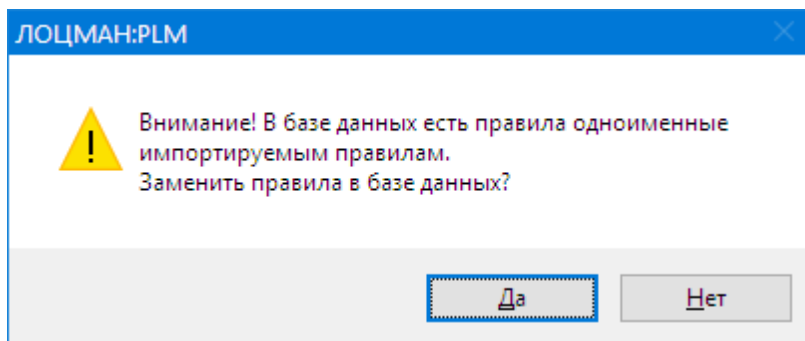 ЛОЦМАН:PLM
Внимание! В базе данных есть правила одноименные
импортируемым правилам.
Заменить правила в базе данных?
Да
Нет